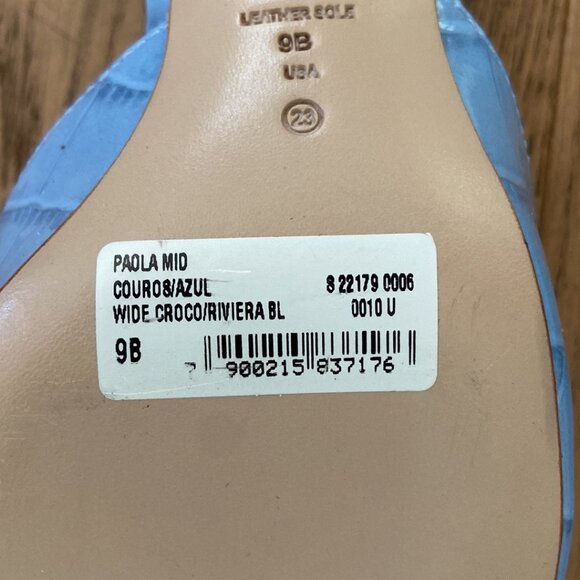 LEATHER SOLE
9B
USA
23
PAOLA MID
COURO8/AZUL S 22179 0006
WIDE CROCO/RIVIERA BL 0010 U
9B
7 900215 837176